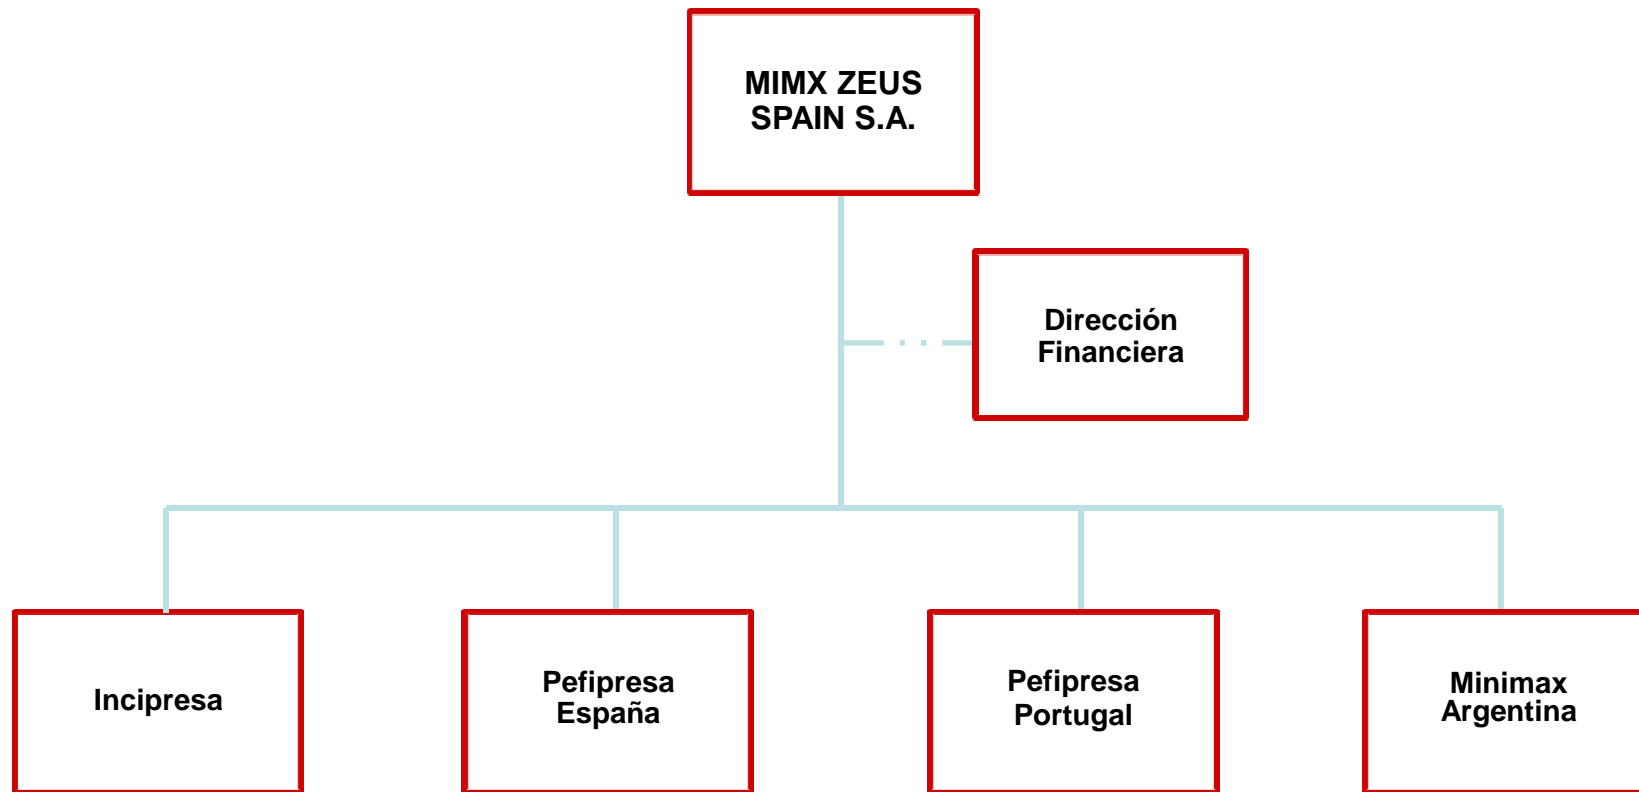 MIMX ZEUS
SPAIN S.A.
Dirección
Financiera
Incipresa
Pefipresa
España
Pefipresa
Portugal
Minimax
Argentina